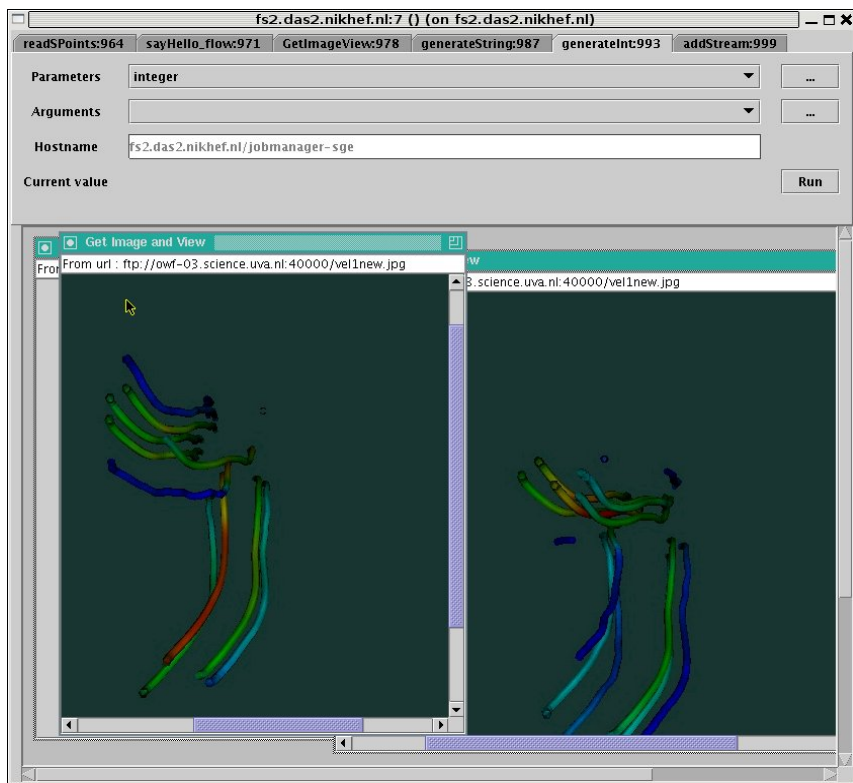 fs2.das2.nikhef.nl:7 () (on fs2.das2.nikhef.nl)
readSPoints:964 sayHello_flow:971 GetImageView:978 generateString:987 generateInt:993 addStream:999
Parameters integer ...
Arguments ...
Hostname fs2.das2.nikhef.nl/jobmanager-sge
Current value Run
Get Image and View
From url : ftp://owf-03.science.uva.nl:40000/vel1new.jpg
Fro
ew
3.science.uva.nl:40000/vel1new.jpg